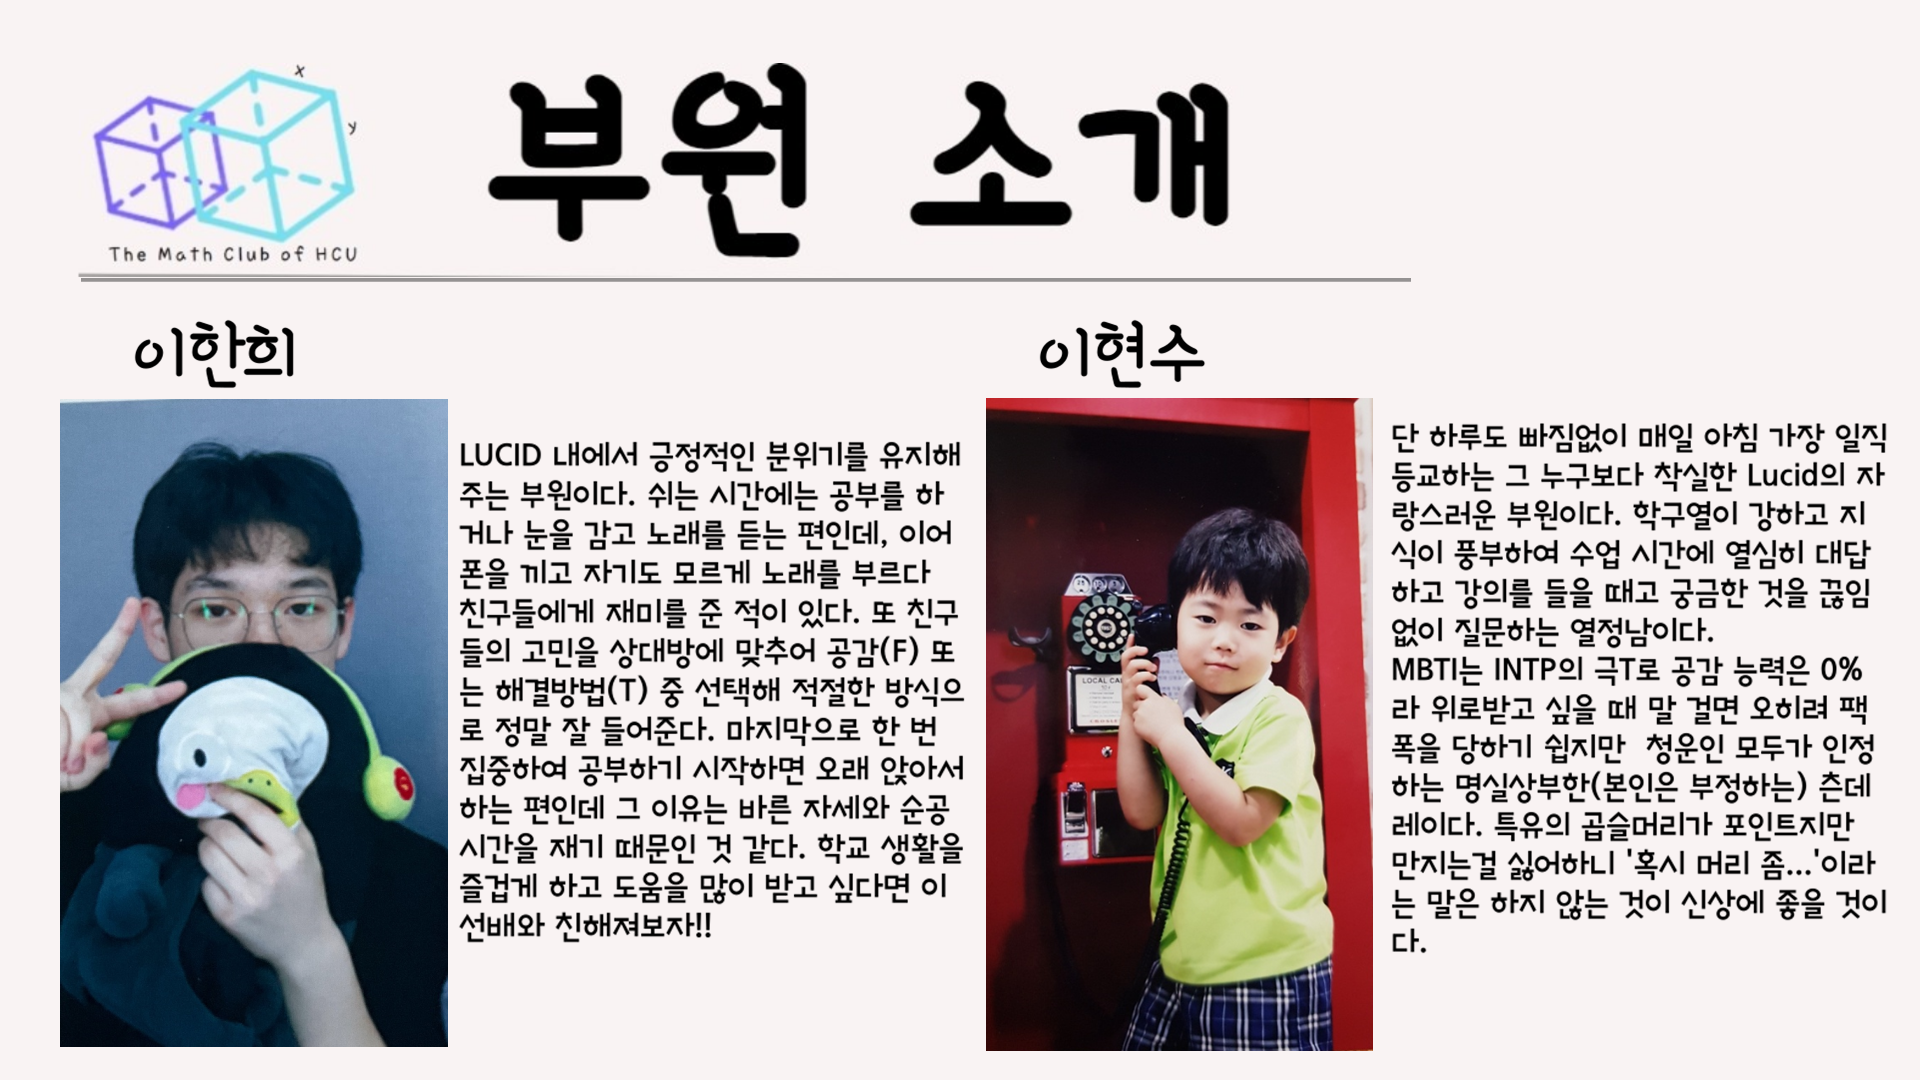 x
y
The Math Club of HCU
부원 소개
이한희
LUCID 내에서 긍정적인 분위기를 유지해
주는 부원이다. 쉬는 시간에는 공부를 하
거나 눈을 감고 노래를 듣는 편인데, 이어
폰을 끼고 자기도 모르게 노래를 부르다
친구들에게 재미를 준 적이 있다. 또 친구
들의 고민을 상대방에 맞추어 공감(F) 또
는 해결방법(T) 중 선택해 적절한 방식으
로 정말 잘 들어준다. 마지막으로 한 번
집중하여 공부하기 시작하면 오래 앉아서
하는 편인데 그 이유는 바른 자세와 순공
시간을 재기 때문인 것 같다. 학교 생활을
즐겁게 하고 도움을 많이 받고 싶다면 이
선배와 친해져보자!!
이현수
LOCAL CA
단 하루도 빠짐없이 매일 아침 가장 일직
등교하는 그 누구보다 착실한 Lucid의 자
랑스러운 부원이다. 학구열이 강하고 지
식이 풍부하여 수업 시간에 열심히 대답
하고 강의를 들을 때고 궁금한 것을 끊임
없이 질문하는 열정남이다.
MBTI는 INTP의 극T로 공감 능력은 0%
라 위로받고 싶을 때 말 걸면 오히려 팩
폭을 당하기 쉽지만 청운인 모두가 인정
하는 명실상부한(본인은 부정하는) 츤데
레이다. 특유의 곱슬머리가 포인트지만
만지는걸 싫어하니 '혹시 머리 좀...'이라
는 말은 하지 않는 것이 신상에 좋을 것이
다.